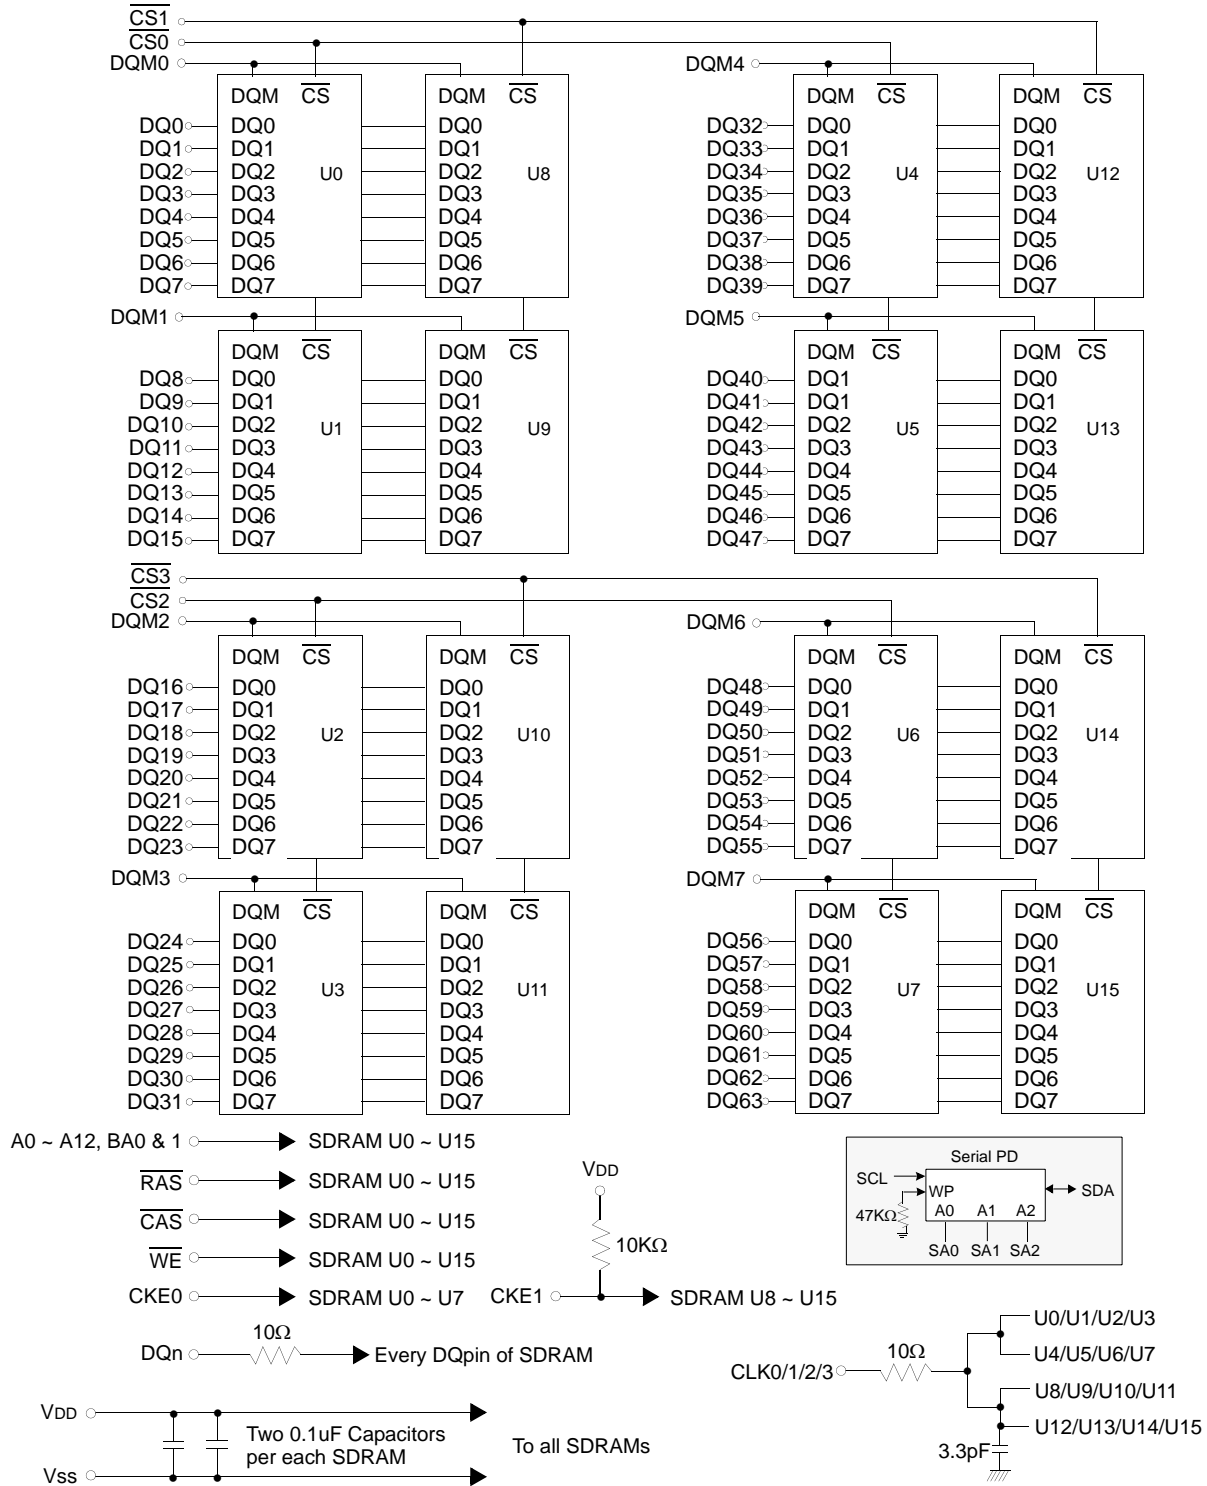 CS1
CS0
DQM0
DQM4
DQM CS
DQM CS
DQM CS
DQM CS
DQ0 DQ0 DQ0
DQ1 DQ1 DQ1
DQ2 DQ2 U0 DQ2 U8
DQ3 DQ3 DQ3
DQ4 DQ4 DQ4
DQ5 DQ5 DQ5
DQ6 DQ6 DQ6
DQ7 DQ7 DQ7
DQ32 DQ0 DQ0
DQ33 DQ1 DQ1
DQ34 DQ2 U4 DQ2 U12
DQ35 DQ3 DQ3
DQ36 DQ4 DQ4
DQ37 DQ5 DQ5
DQ38 DQ6 DQ6
DQ39 DQ7 DQ7
DQM1
DQM5
DQM CS
DQM CS
DQM CS
DQM CS
DQ8 DQ0 DQ0
DQ9 DQ1 DQ1
DQ10 DQ2 U1 DQ2 U9
DQ11 DQ3 DQ3
DQ12 DQ4 DQ4
DQ13 DQ5 DQ5
DQ14 DQ6 DQ6
DQ15 DQ7 DQ7
DQ40 DQ1 DQ0
DQ41 DQ1 DQ1
DQ42 DQ2 U5 DQ2 U13
DQ43 DQ3 DQ3
DQ44 DQ4 DQ4
DQ45 DQ5 DQ5
DQ46 DQ6 DQ6
DQ47 DQ7 DQ7
CS3
CS2
DQM2
DQM6
DQM CS
DQM CS
DQM CS
DQM CS
DQ16 DQ0 DQ0
DQ17 DQ1 DQ1
DQ18 DQ2 U2 DQ2 U10
DQ19 DQ3 DQ3
DQ20 DQ4 DQ4
DQ21 DQ5 DQ5
DQ22 DQ6 DQ6
DQ23 DQ7 DQ7
DQ48 DQ0 DQ0
DQ49 DQ1 DQ1
DQ50 DQ2 U6 DQ2 U14
DQ51 DQ3 DQ3
DQ52 DQ4 DQ4
DQ53 DQ5 DQ5
DQ54 DQ6 DQ6
DQ55 DQ7 DQ7
DQM3
DQM7
DQM CS
DQM CS
DQM CS
DQM CS
DQ24 DQ0 DQ0
DQ25 DQ1 DQ1
DQ26 DQ2 U3 DQ2 U11
DQ27 DQ3 DQ3
DQ28 DQ4 DQ4
DQ29 DQ5 DQ5
DQ30 DQ6 DQ6
DQ31 DQ7 DQ7
DQ56 DQ0 DQ0
DQ57 DQ1 DQ1
DQ58 DQ2 U7 DQ2 U15
DQ59 DQ3 DQ3
DQ60 DQ4 DQ4
DQ61 DQ5 DQ5
DQ62 DQ6 DQ6
DQ63 DQ7 DQ7
A0 ~ A12, BA0 & 1 SDRAM U0 ~ U15
RAS SDRAM U0 ~ U15
CAS SDRAM U0 ~ U15
WE SDRAM U0 ~ U15
CKE0 SDRAM U0 ~ U7
VDD
10KΩ
CKE1 SDRAM U8 ~ U15
Serial PD
SCL
WP
SDA
47KΩ
A0 A1 A2
SA0 SA1 SA2
DQn 10Ω Every DQpin of SDRAM
CLK0/1/2/3 10Ω
U0/U1/U2/U3
U4/U5/U6/U7
U8/U9/U10/U11
U12/U13/U14/U15
3.3pF
VDD
Two 0.1uF Capacitors
per each SDRAM
To all SDRAMs
Vss